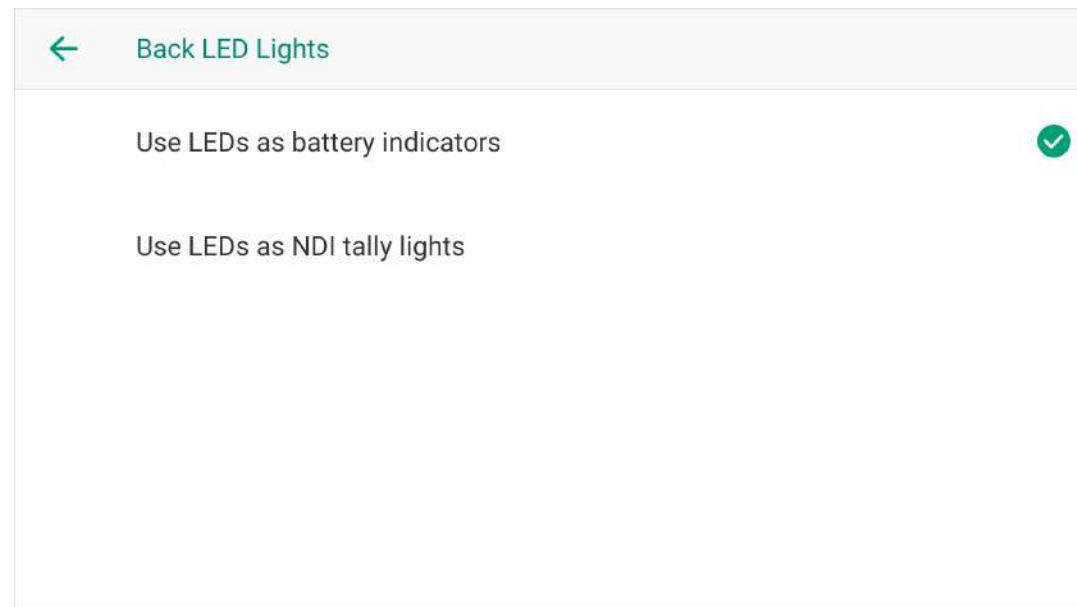 Back LED Lights
Use LEDs as battery indicators
Use LEDs as NDI tally lights